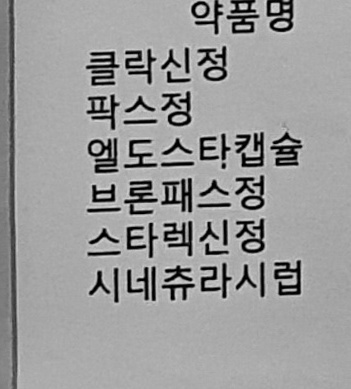 약품명
클락신정
팍스정
엘도스타캡슐
브론패스정
스타렉신정
시네츄라시럽